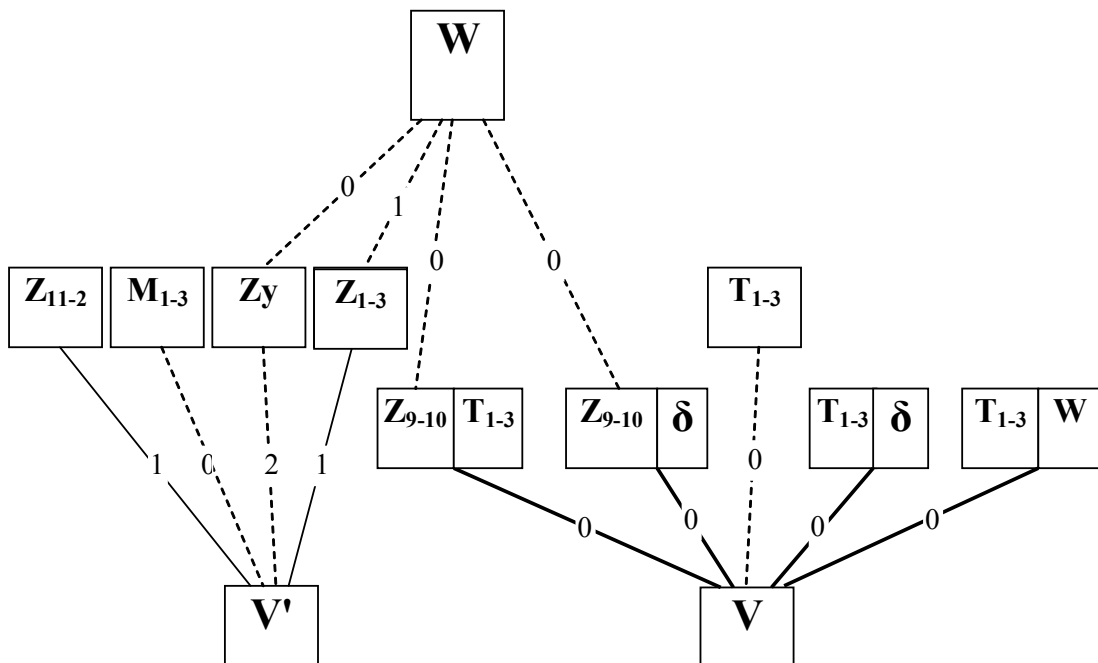 W
0
1
0
0
Z₁₁₋₂ M₁₋₃ Zy Z₁₋₃ T₁₋₃
Z₉₋₁₀ T₁₋₃ Z₉₋₁₀ δ T₁₋₃ δ T₁₋₃ W
1 0 2 1 0
0 0 0 0
V' V